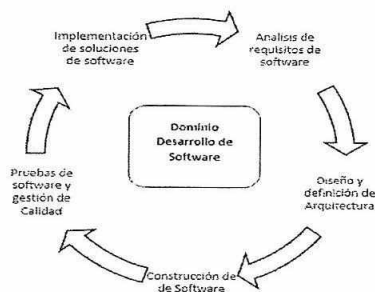 Implementación
de soluciones
de software
Analisis de
requisitos de
software
Dominio
Desarrollo de
Software
Pruebas de
software y
gestión de
Calidad
Diseño y
definición de
Arquitectura
Construcción de
de Software